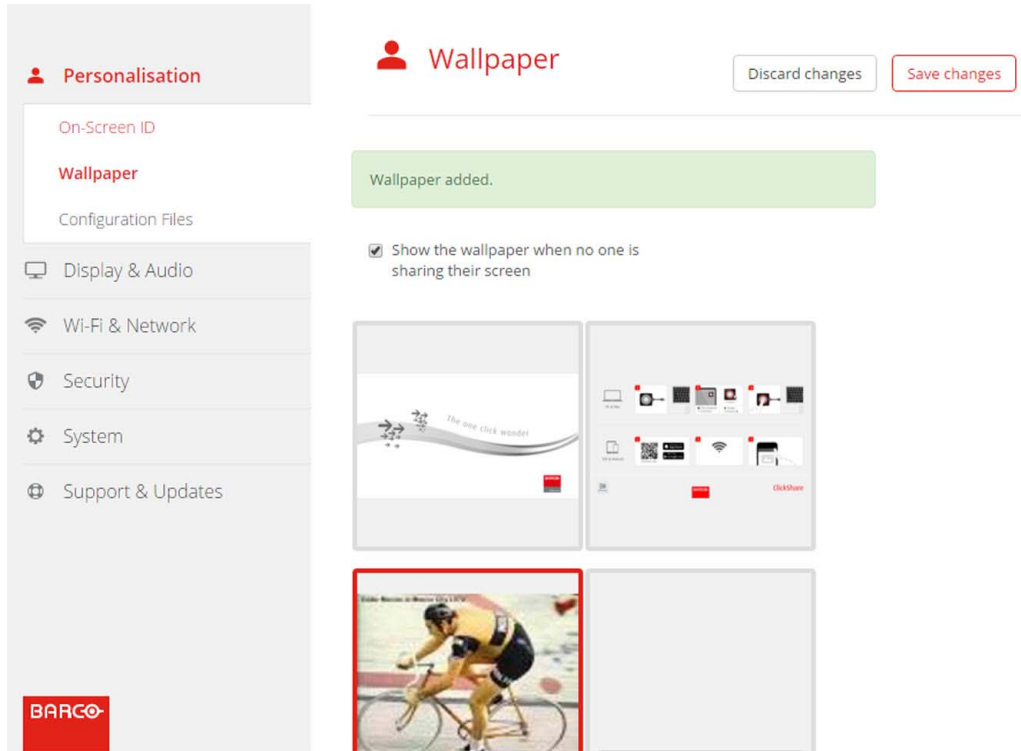 Personalisation
On-Screen ID
Wallpaper
Configuration Files
Display & Audio
Wi-Fi & Network
Security
System
Support & Updates
BARCO
Wallpaper
Discard changes
Save changes
Wallpaper added.
Show the wallpaper when no one is
sharing their screen
The one click wonder
BARCO
ClickShare